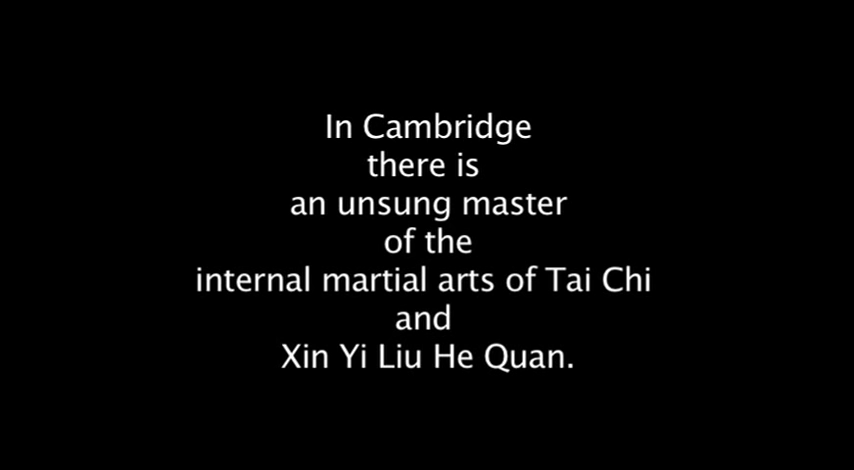 In Cambridge
there is
an unsung master
of the
internal martial arts of Tai Chi
and
Xin Yi Liu He Quan.